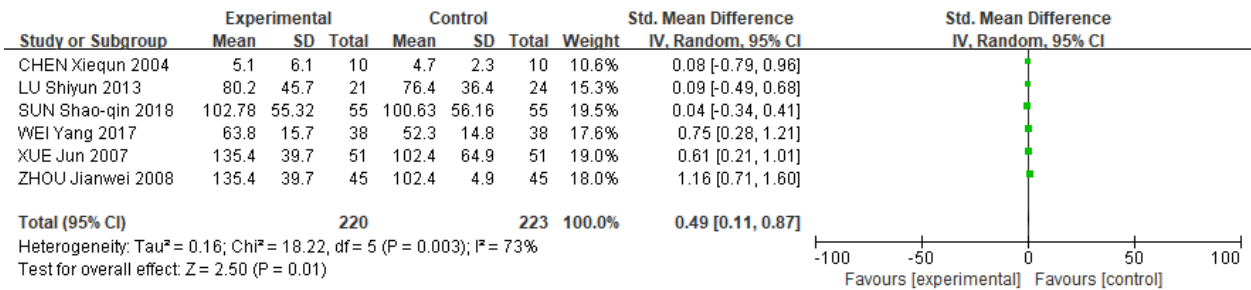 Experimental Control Std. Mean Difference Std. Mean Difference
Study or Subgroup Mean SD Total Mean SD Total Weight IV, Random, 95% CI IV, Random, 95% CI
CHEN Xiequn 2004 5.1 6.1 10 4.7 2.3 10 10.6% 0.08 [-0.79, 0.96]
LU Shiyun 2013 80.2 45.7 21 76.4 36.4 24 15.3% 0.09 [-0.49, 0.68]
SUN Shao-qin 2018 102.78 55.32 55 100.63 56.16 55 19.5% 0.04 [-0.34, 0.41]
WEI Yang 2017 63.8 15.7 38 52.3 14.8 38 17.6% 0.75 [0.28, 1.21]
XUE Jun 2007 135.4 39.7 51 102.4 64.9 51 19.0% 0.61 [0.21, 1.01]
ZHOU Jianwei 2008 135.4 39.7 45 102.4 4.9 45 18.0% 1.16 [0.71, 1.60]
Total (95% CI) 220 223 100.0% 0.49 [0.11, 0.87]
Heterogeneity: Tau² = 0.16; Chi² = 18.22, df = 5 (P = 0.003); I² = 73%
Test for overall effect: Z = 2.50 (P = 0.01)
-100 -50 0 50 100
Favours [experimental] Favours [control]